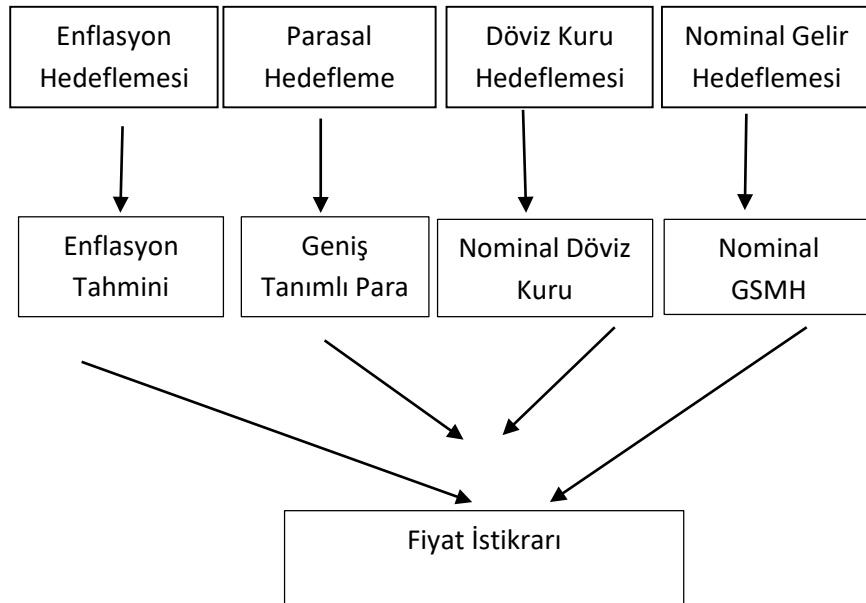 Enflasyon
Hedeflemesi
Parasal
Hedefleme
Döviz Kuru
Hedeflemesi
Nominal Gelir
Hedeflemesi
Enflasyon
Tahmini
Geniş
Tanımlı Para
Nominal Döviz
Kuru
Nominal
GSMH
Fiyat İstikrarı